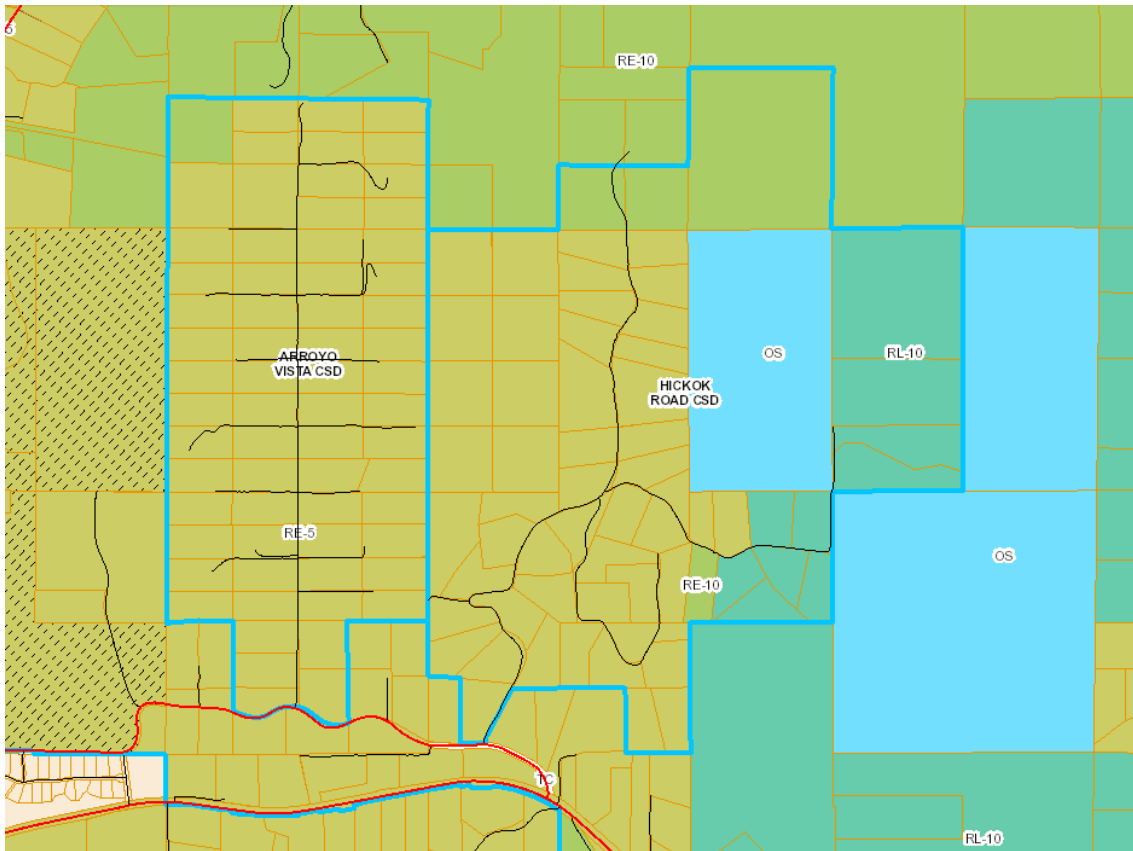 RE-10
ARROYO
VISTA CSD
OS
RL-10
HICKOK
ROAD CSD
RE-5
OS
RE-10
TC
RL-10